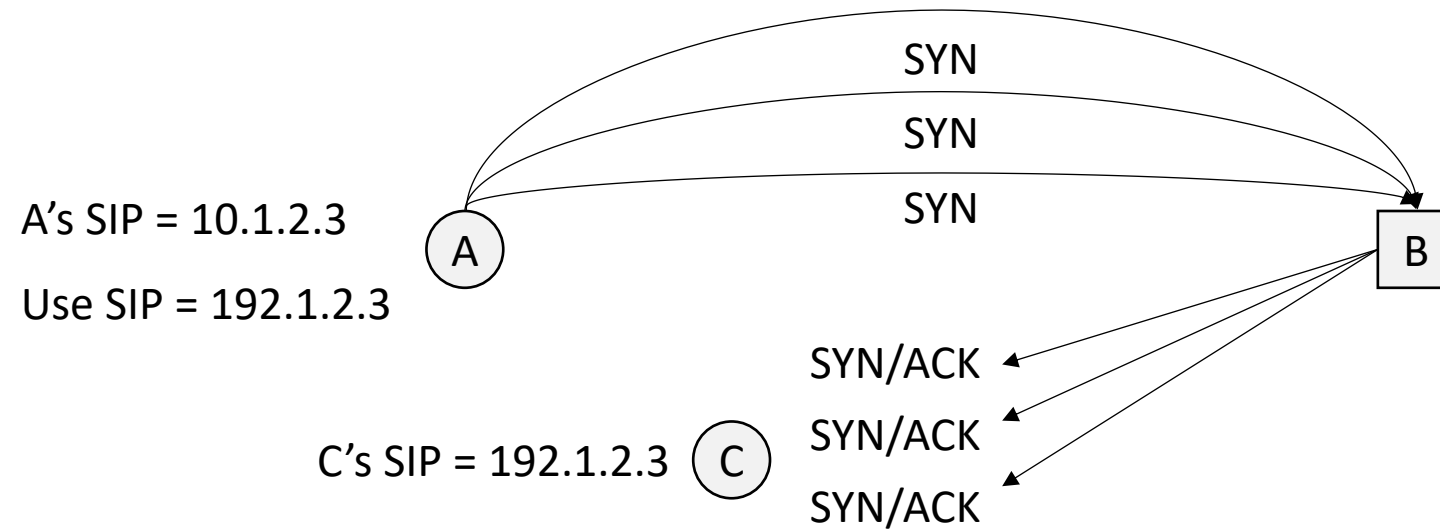 SYN
SYN
SYN
A’s SIP = 10.1.2.3
A
B
Use SIP = 192.1.2.3
SYN/ACK
SYN/ACK
C’s SIP = 192.1.2.3
C
SYN/ACK